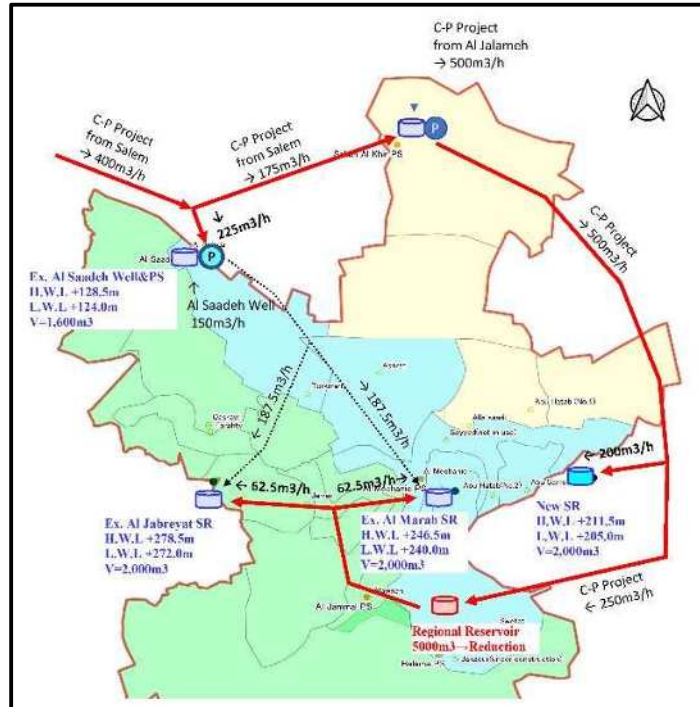 C-P Project
from Al Jalameh
→ 500m3/h
C-P Project
from Salem
→ 400m3/h
C-P Project
from Salem
→ 175m3/h
P
C-P Project
→ 500m3/h
↓
225m3/h
P
Ex. Al Saadeh Well&PS
H,W,L +128.5m
L.W.L +124.0m
V=1,600m3
↑
Al Saadeh Well
150m3/h
← 187.5m3/h
→ 187.5m3/h
← 200m3/h
← 62.5m3/h
62.5m3/h→
New SR
H,W,L +211.5m
L,W,L +205.0m
V=2,000m3
Ex. Al Jabreyat SR
H.W.L +278.5m
L.W,L +272.0m
V=2,000m3
Ex. Al Marab SR
H.W.L +246.5m
L.W.L +240.0m
V=2,000m3
C-P Project
← 250m3/h
Al Jammal PS
Regional Reservoir
5000m3→Reduction